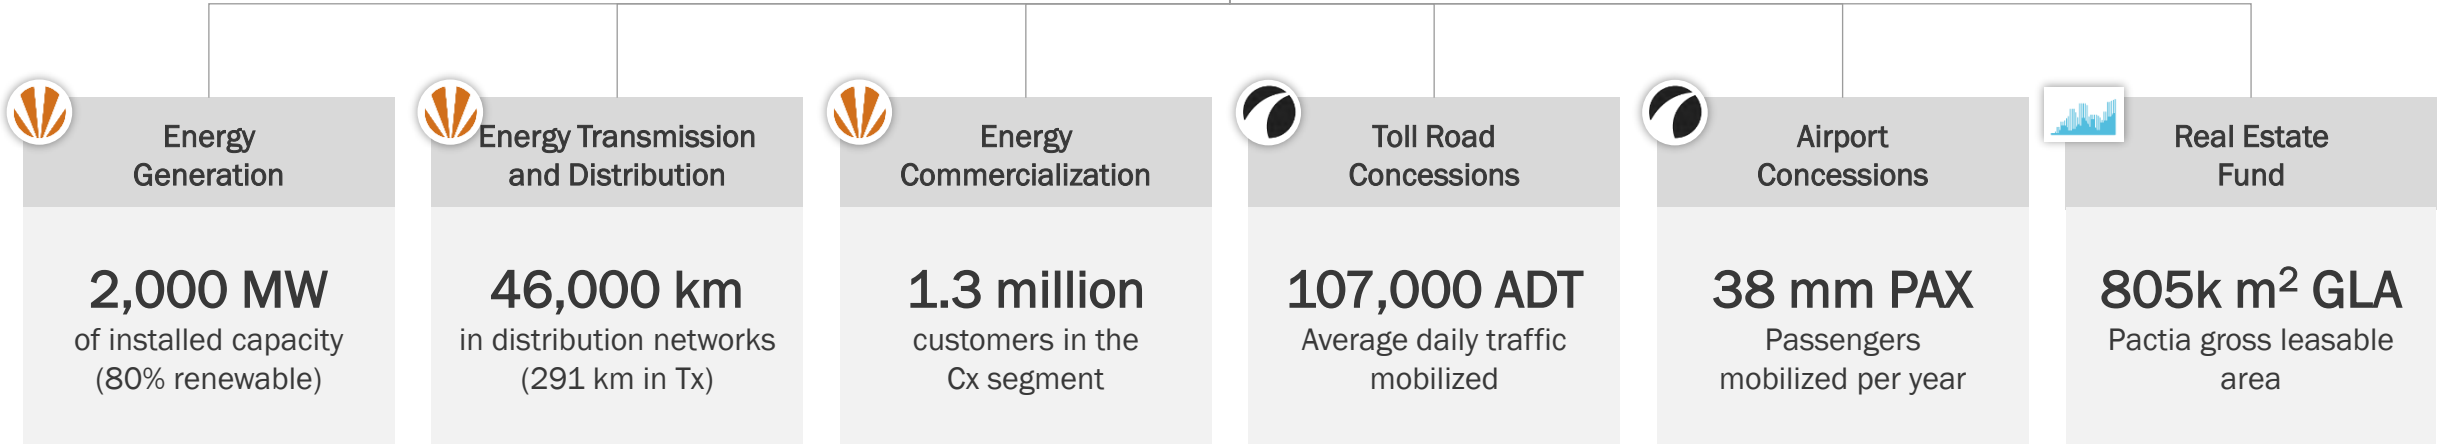 Energy
Generation
2,000 MW
of installed capacity
(80% renewable)
Energy Transmission
and Distribution
46,000 km
in distribution networks
(291 km in Tx)
Energy
Commercialization
1.3 million
customers in the
Cx segment
Toll Road
Concessions
107,000 ADT
Average daily traffic
mobilized
Airport
Concessions
38 mm PAX
Passengers
mobilized per year
Real Estate
Fund
805k m² GLA
Pactia gross leasable
area